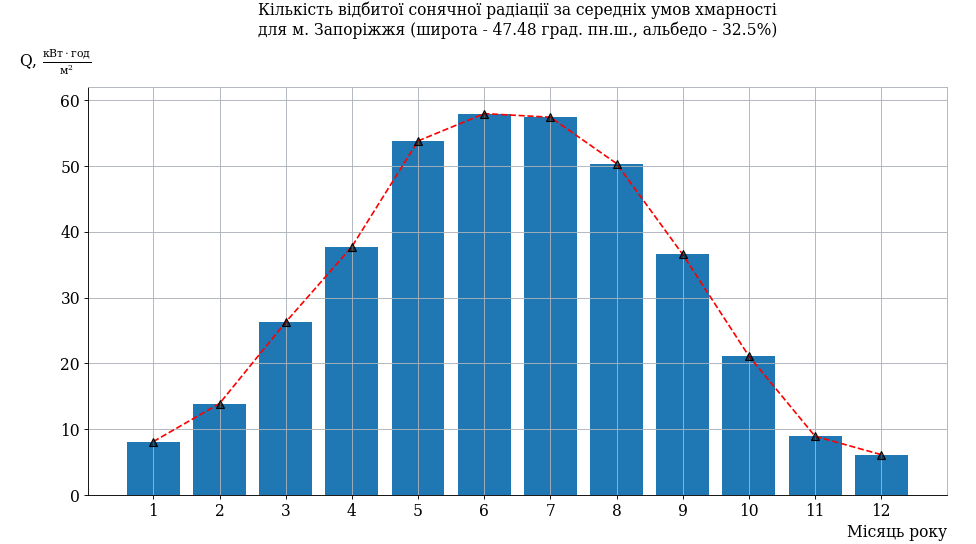 Кількість відбитої сонячної радіації за середніх умов хмарності
для м. Запоріжжя (широта - 47.48 град. пн.ш., альбедо - 32.5%)
Q, кВт · год / м²
60
50
40
30
20
10
0
1 2 3 4 5 6 7 8 9 10 11 12
Місяць року